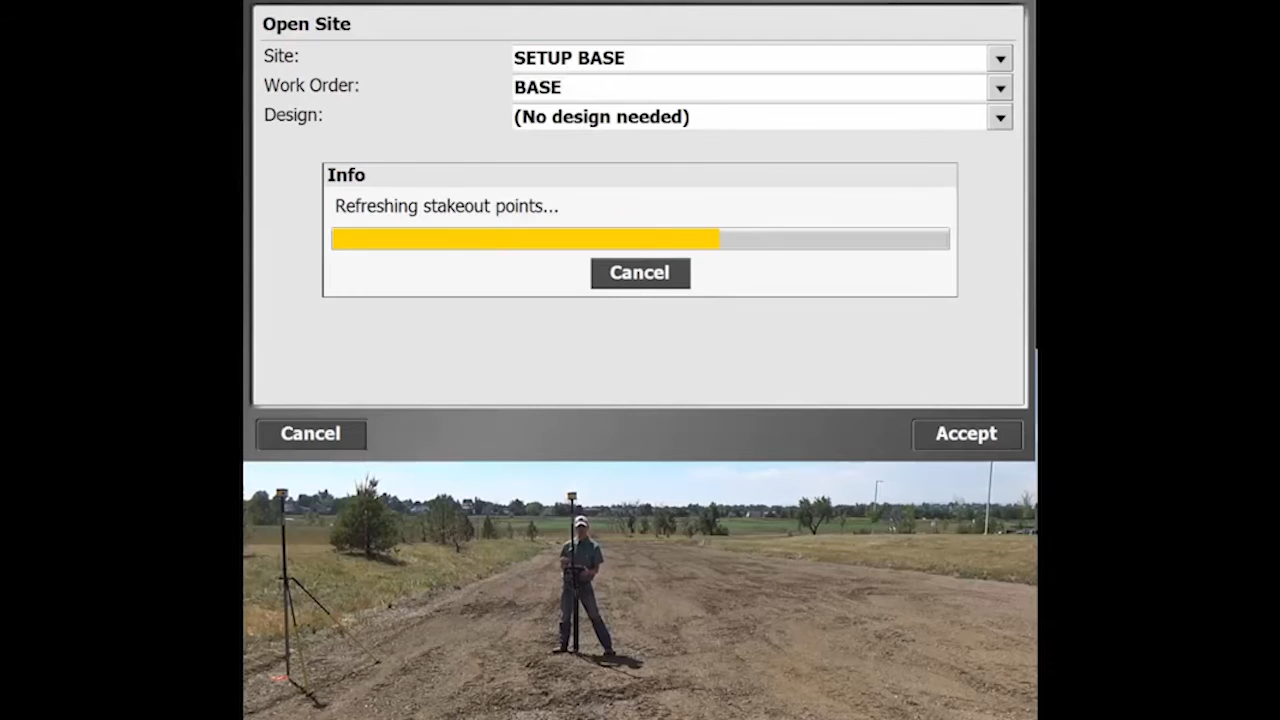 Open Site
Site: SETUP BASE
Work Order: BASE
Design: (No design needed)
Info
Refreshing stakeout points...
Cancel
Cancel Accept